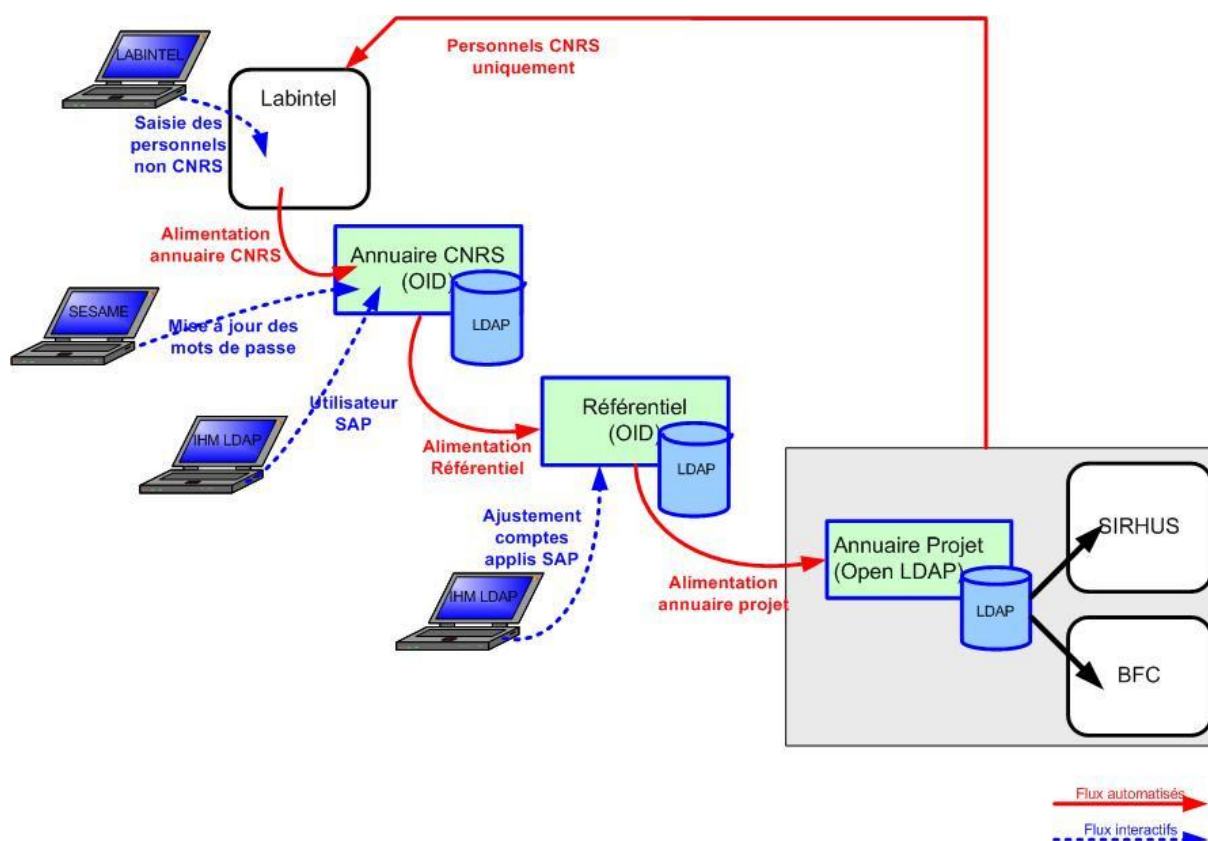 LABINTEL
Personnels CNRS
uniquement
Labintel
Saisie des
personnels
non CNRS
Alimentation
annuaire CNRS
Annuaire CNRS
(OID)
LDAP
SESAME
Mise à jour des
mots de passe
Utilisateur
SAP
IHM LDAP
Référentiel
(OID)
LDAP
Alimentation
Référentiel
Ajustement
comptes
applis SAP
IHM LDAP
Alimentation
annuaire projet
Annuaire Projet
(Open LDAP)
LDAP
SIRHUS
BFC
Flux automatisés
Flux interactifs